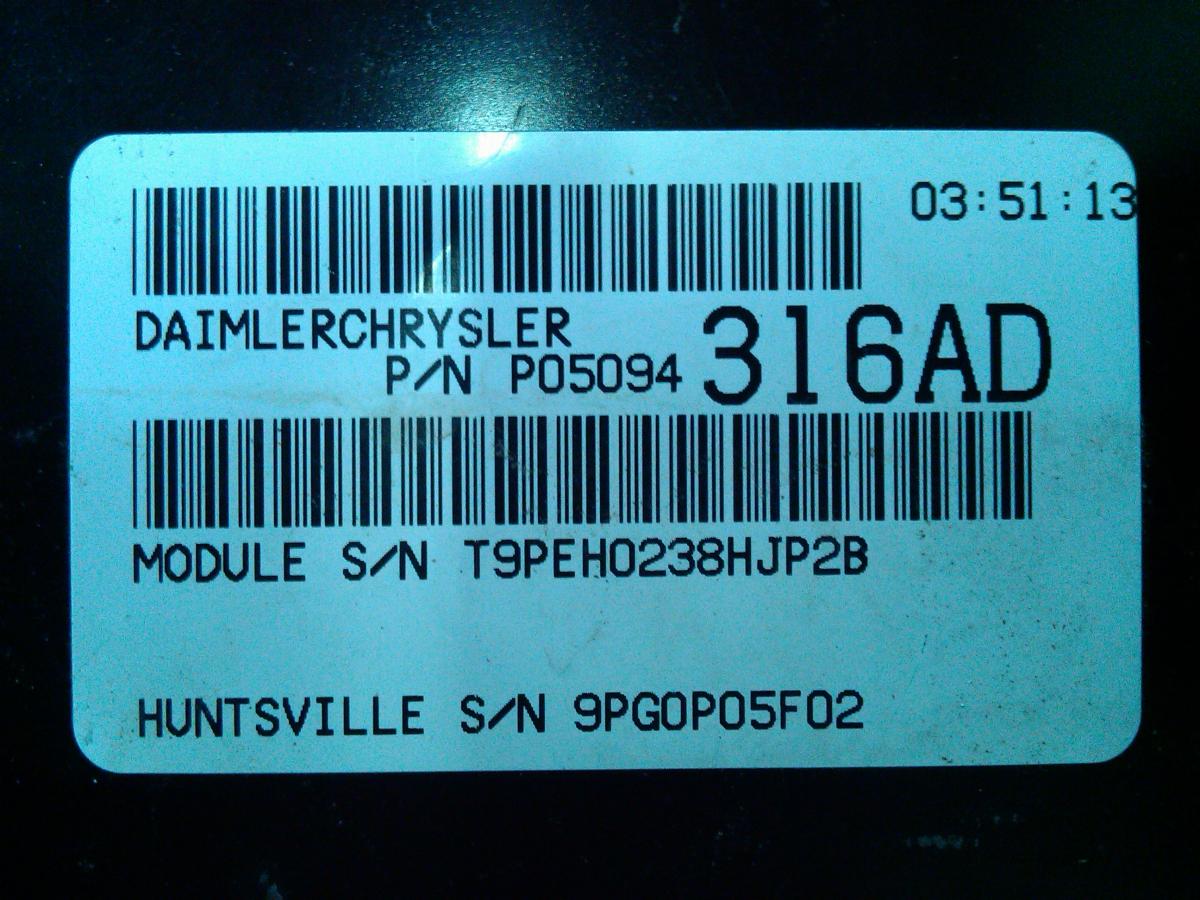 03:51:13
DAIMLERCHRYSLER
P/N P05094 316AD
MODULE S/N T9PEH0238HJP2B
HUNTSVILLE S/N 9PG0P05F02